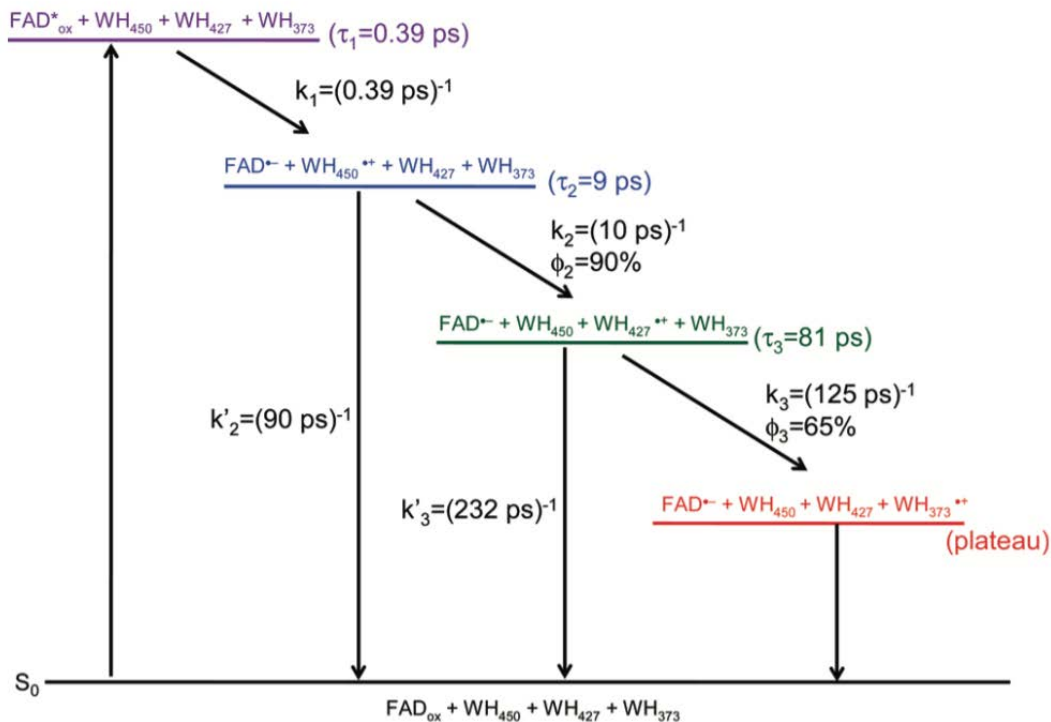 FAD*ox + WH450 + WH427 + WH373 (τ1=0.39 ps)
k1=(0.39 ps)-1
FAD•– + WH450•+ + WH427 + WH373 (τ2=9 ps)
k2=(10 ps)-1
ϕ2=90%
FAD•– + WH450 + WH427•+ + WH373 (τ3=81 ps)
k3=(125 ps)-1
ϕ3=65%
k'2=(90 ps)-1
k'3=(232 ps)-1
FAD•– + WH450 + WH427 + WH373•+
(plateau)
S0
FADox + WH450 + WH427 + WH373